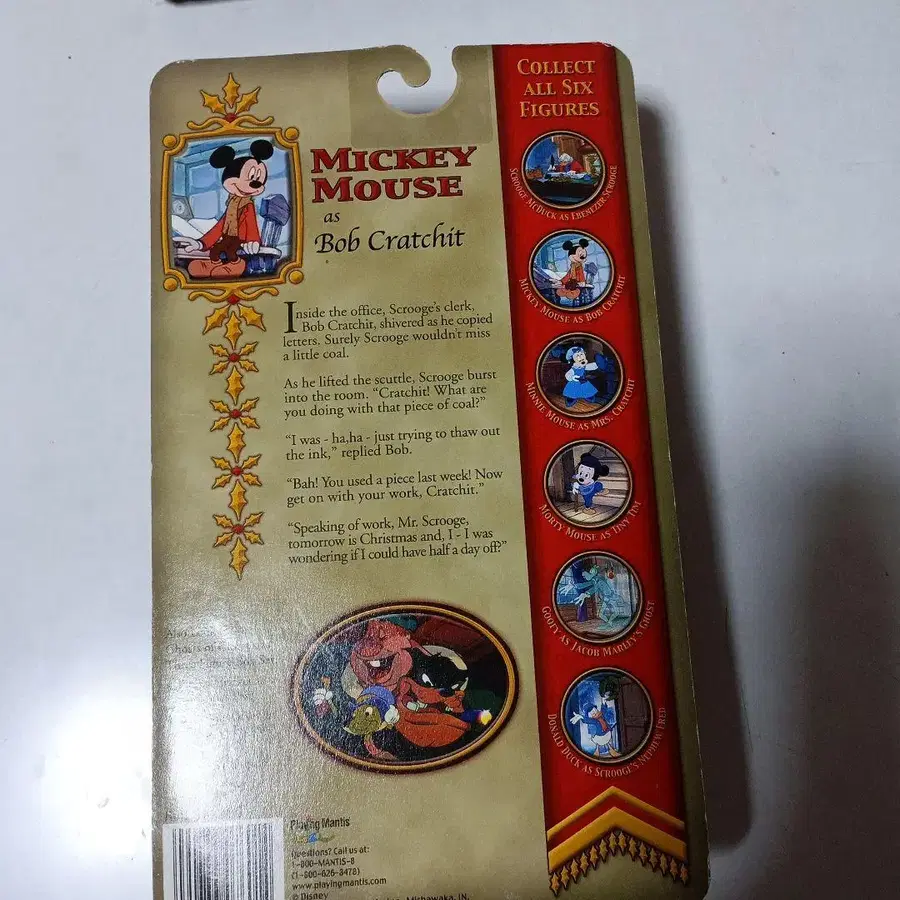 MICKEY
MOUSE
as
Bob Cratchit
Inside the office, Scrooge's clerk,
Bob Cratchit, shivered as he copied
letters. Surely Scrooge wouldn't miss
a little coal.
As he lifted the scuttle, Scrooge burst
into the room. "Cratchit! What are
you doing with that piece of coal?"
"I was - ha,ha - just trying to thaw out
the ink," replied Bob.
"Bah! You used a piece last week! Now
get on with your work, Cratchit."
"Speaking of work, Mr. Scrooge,
tomorrow is Christmas and, I - I was
wondering if I could have half a day off?"
Ghosts of
Set
Playing Mantis
Questions? Call us at:
1-800-MANTIS-8
(1-800-626-8478)
www.playingmantis.com
© Disney
Mishawaka, IN.
COLLECT
ALL SIX
FIGURES
SCROOGE MCDUCK AS EBENEZER SCROOGE
MICKEY MOUSE AS BOB CRATCHIT
MINNIE MOUSE AS MRS. CRATCHIT
MORTY MOUSE AS TINY TIM
GOOFY AS JACOB MARLEY'S GHOST
DONALD DUCK AS SCROOGE'S NEPHEW FRED